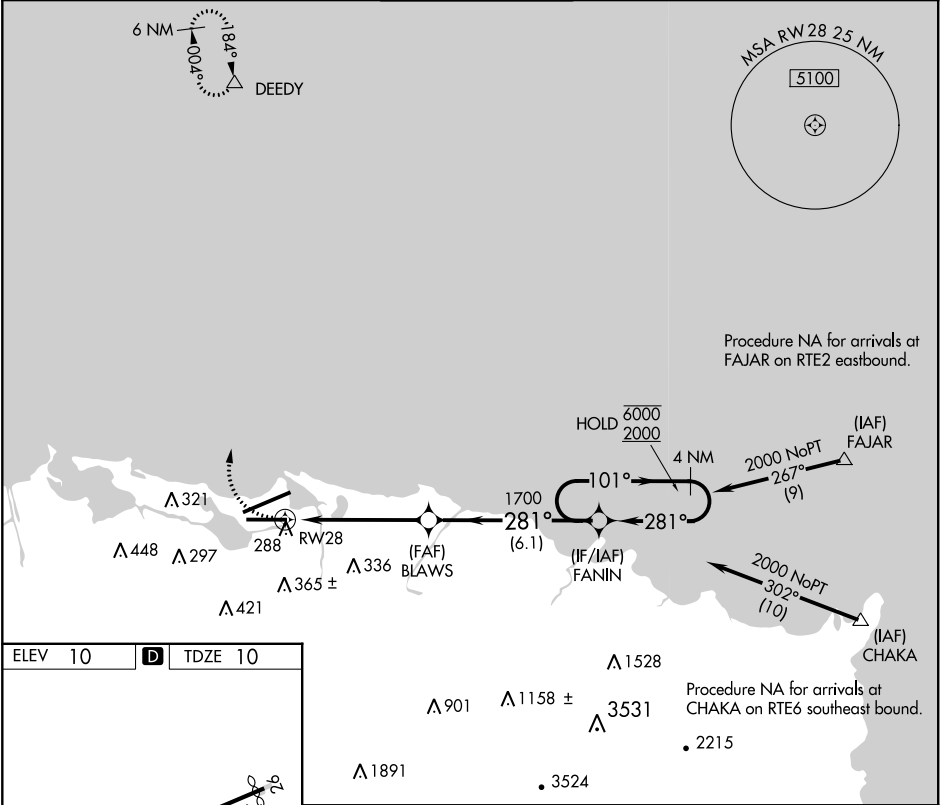 6 NM
184°
004°
DEEDY
MSA RW28 25 NM
5100
Procedure NA for arrivals at
FAJAR on RTE2 eastbound.
HOLD 6000
2000
4 NM
(IAF)
FAJAR
2000 NoPT
267°
(9)
101°
281°
1700
281°
(6.1)
(IF/IAF)
FANIN
(FAF)
BLAWS
RW28
288
321
448
297
336
365 ±
421
2000 NoPT
302°
(10)
(IAF)
CHAKA
Procedure NA for arrivals at
CHAKA on RTE6 southeast bound.
1528
901
1158 ±
3531
2215
1891
3524
ELEV 10 D TDZE 10
26